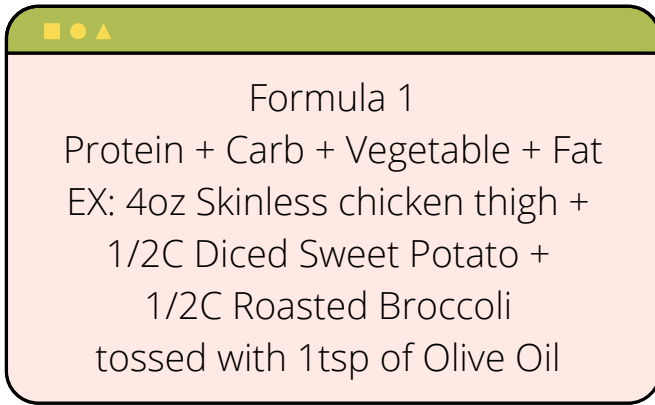 Formula 1
Protein + Carb + Vegetable + Fat
EX: 4oz Skinless chicken thigh +
1/2C Diced Sweet Potato +
1/2C Roasted Broccoli
tossed with 1tsp of Olive Oil